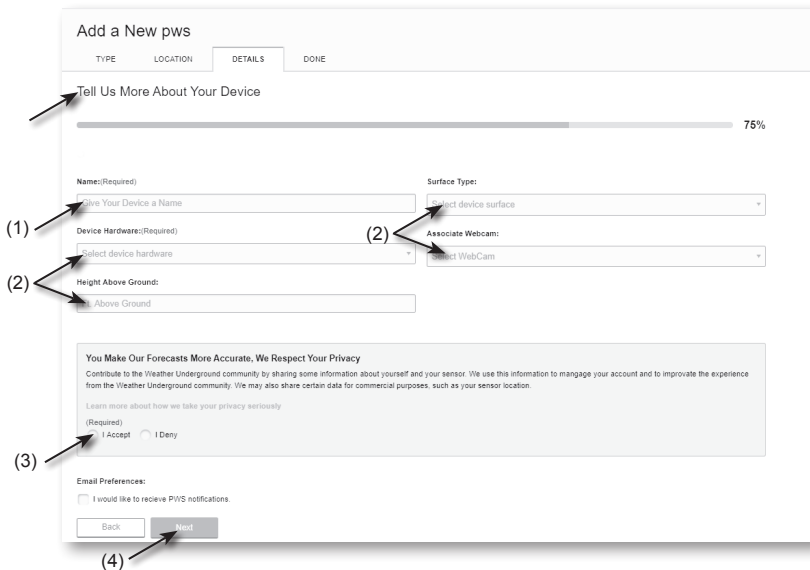 Add a New pws
TYPE LOCATION DETAILS DONE
Tell Us More About Your Device
75%
Name:(Required)
Give Your Device a Name
(1)
Device Hardware:(Required)
Select device hardware
(2)
Height Above Ground:
Above Ground
Surface Type:
Select device surface
(2)
Associate Webcam:
Select WebCam
You Make Our Forecasts More Accurate, We Respect Your Privacy
Contribute to the Weather Underground community by sharing some information about yourself and your sensor. We use this information to mangage your account and to improvate the experience
from the Weather Underground community. We may also share certain data for commercial purposes, such as your sensor location.
Learn more about how we take your privacy seriously
(Required)
I Accept I Deny
(3)
Email Preferences:
I would like to recieve PWS notifications.
Back Next
(4)